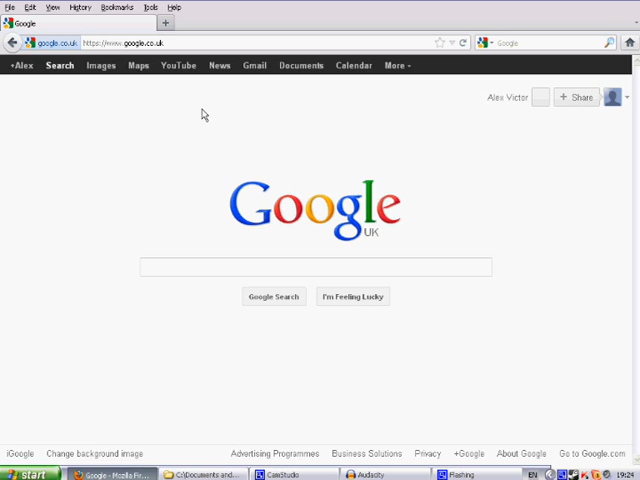 File Edit View History Bookmarks Tools Help
Google
google.co.uk https://www.google.co.uk Google
+Alex Search Images Maps YouTube News Gmail Documents Calendar More
Alex Victor + Share
Google
UK
Google Search I'm Feeling Lucky
iGoogle Change background image Advertising Programmes Business Solutions Privacy +Google About Google Go to Google.com
start Google - Mozilla Fir... C:\Documents and... CamStudio Audacity Flashing EN 19:24